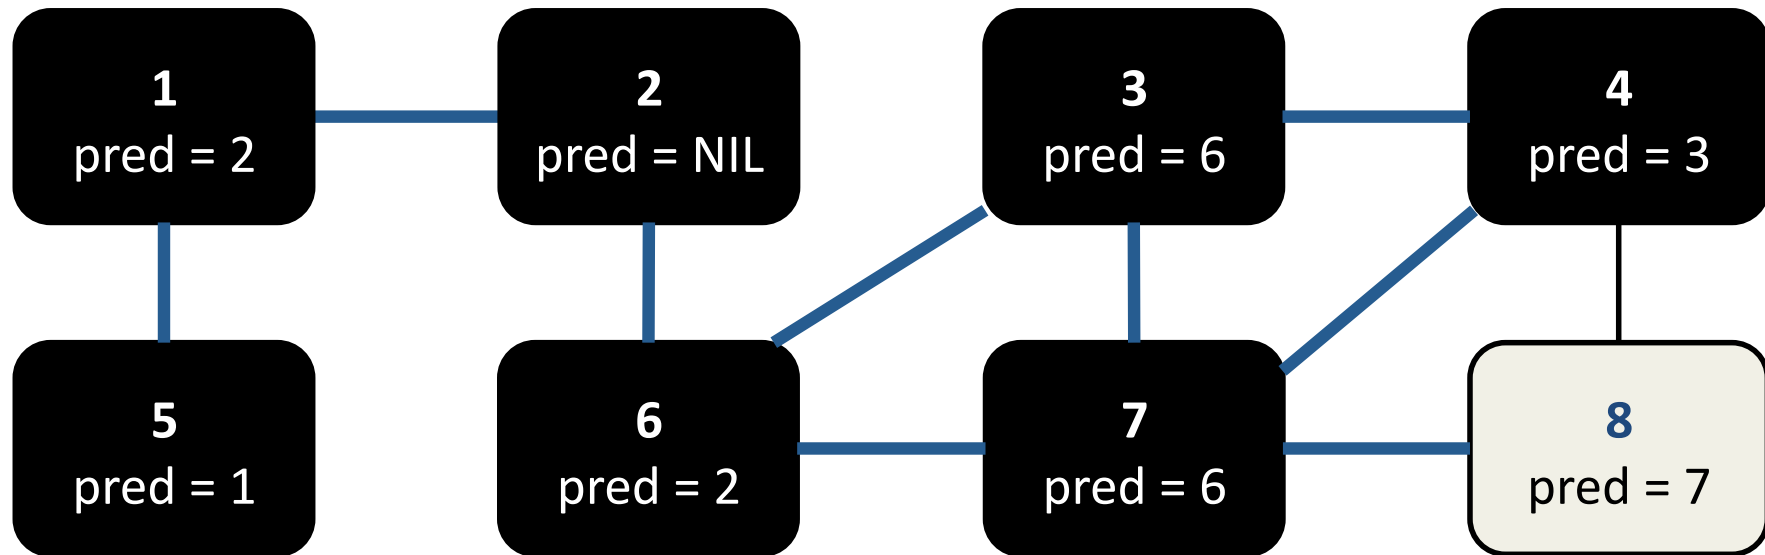 1
pred = 2
2
pred = NIL
3
pred = 6
4
pred = 3
5
pred = 1
6
pred = 2
7
pred = 6
8
pred = 7